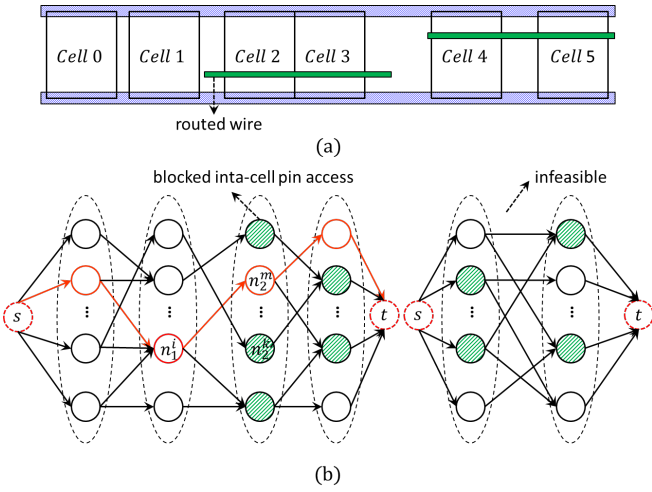 Cell 0
Cell 1
Cell 2
Cell 3
Cell 4
Cell 5
routed wire
(a)
blocked inta-cell pin access
infeasible
s
⋮
n_1^i
n_2^m
n_2^k
t
s
t
(b)